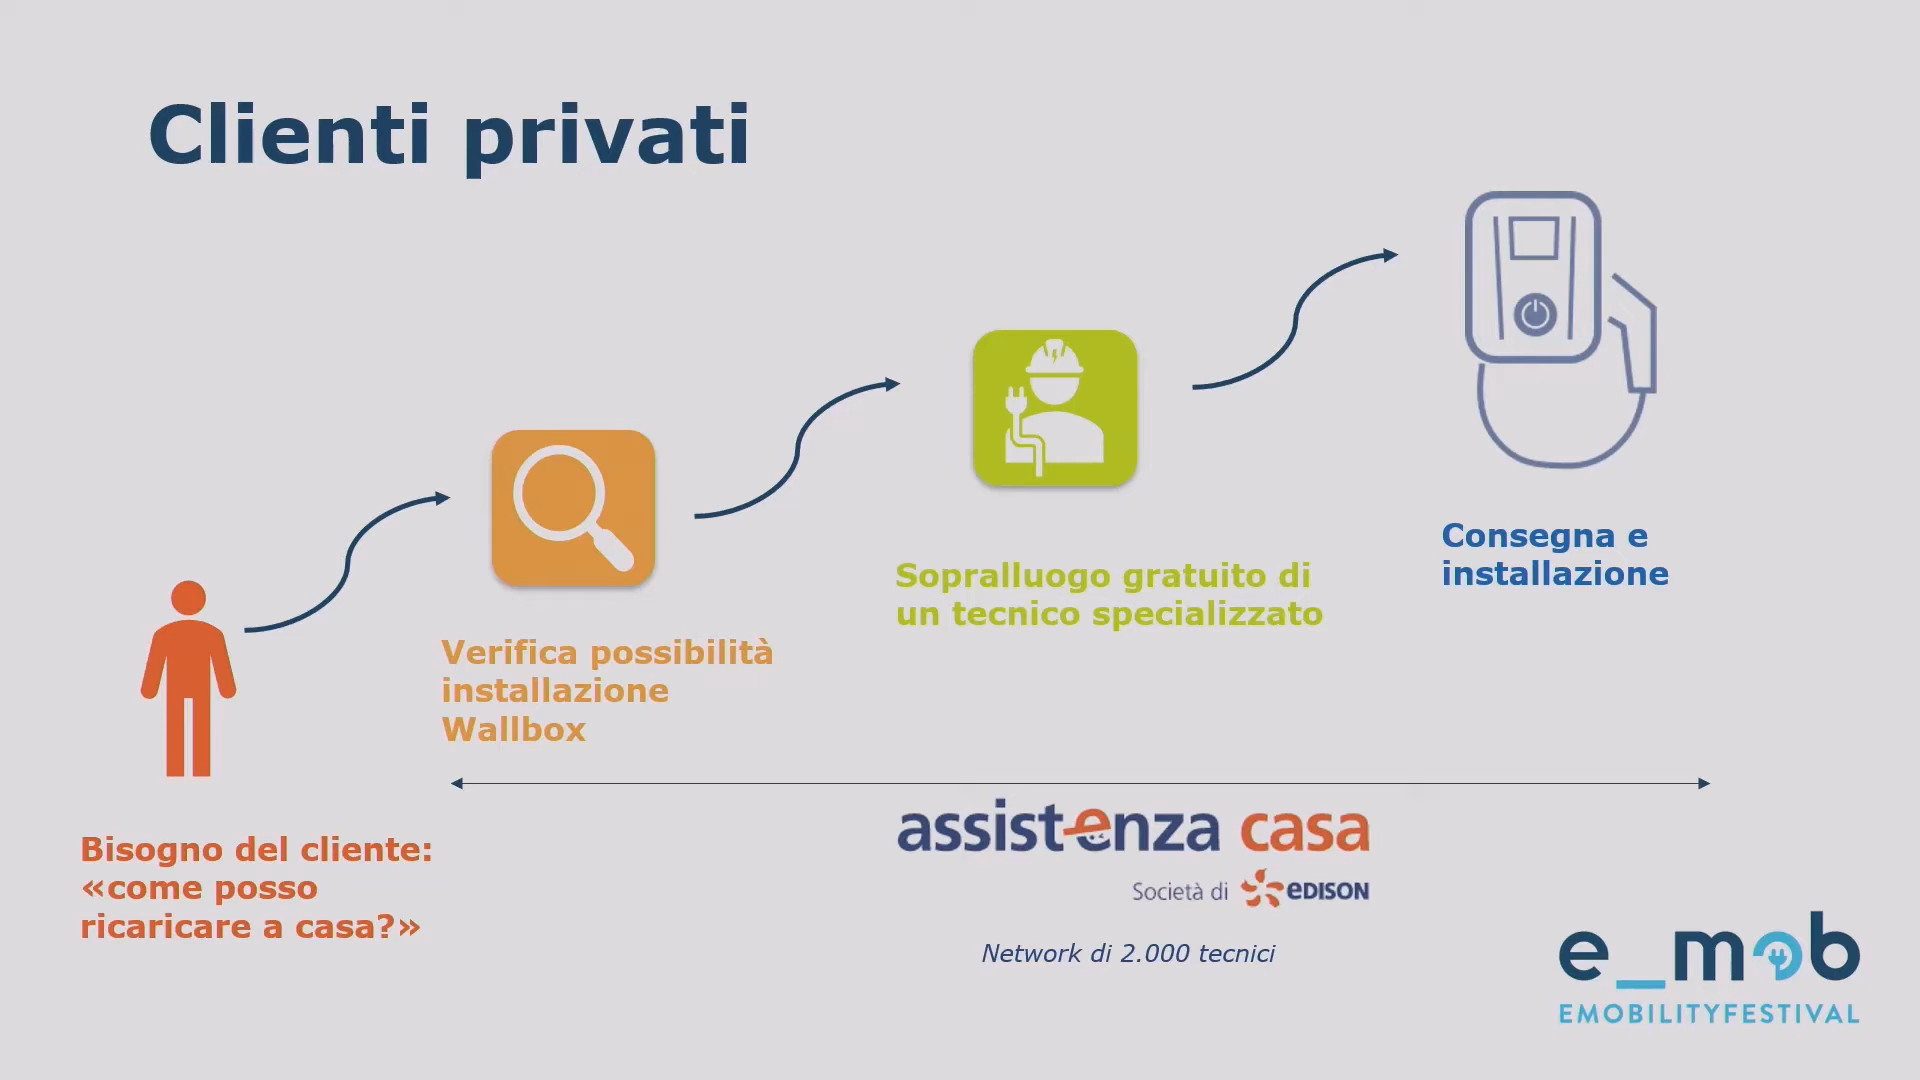 Clienti privati
Consegna e
installazione
Sopralluogo gratuito di
un tecnico specializzato
Verifica possibilità
installazione
Wallbox
Bisogno del cliente:
«come posso
ricaricare a casa?»
assistenza casa
Società di EDISON
Network di 2.000 tecnici
e_mob
EMOBILITYFESTIVAL